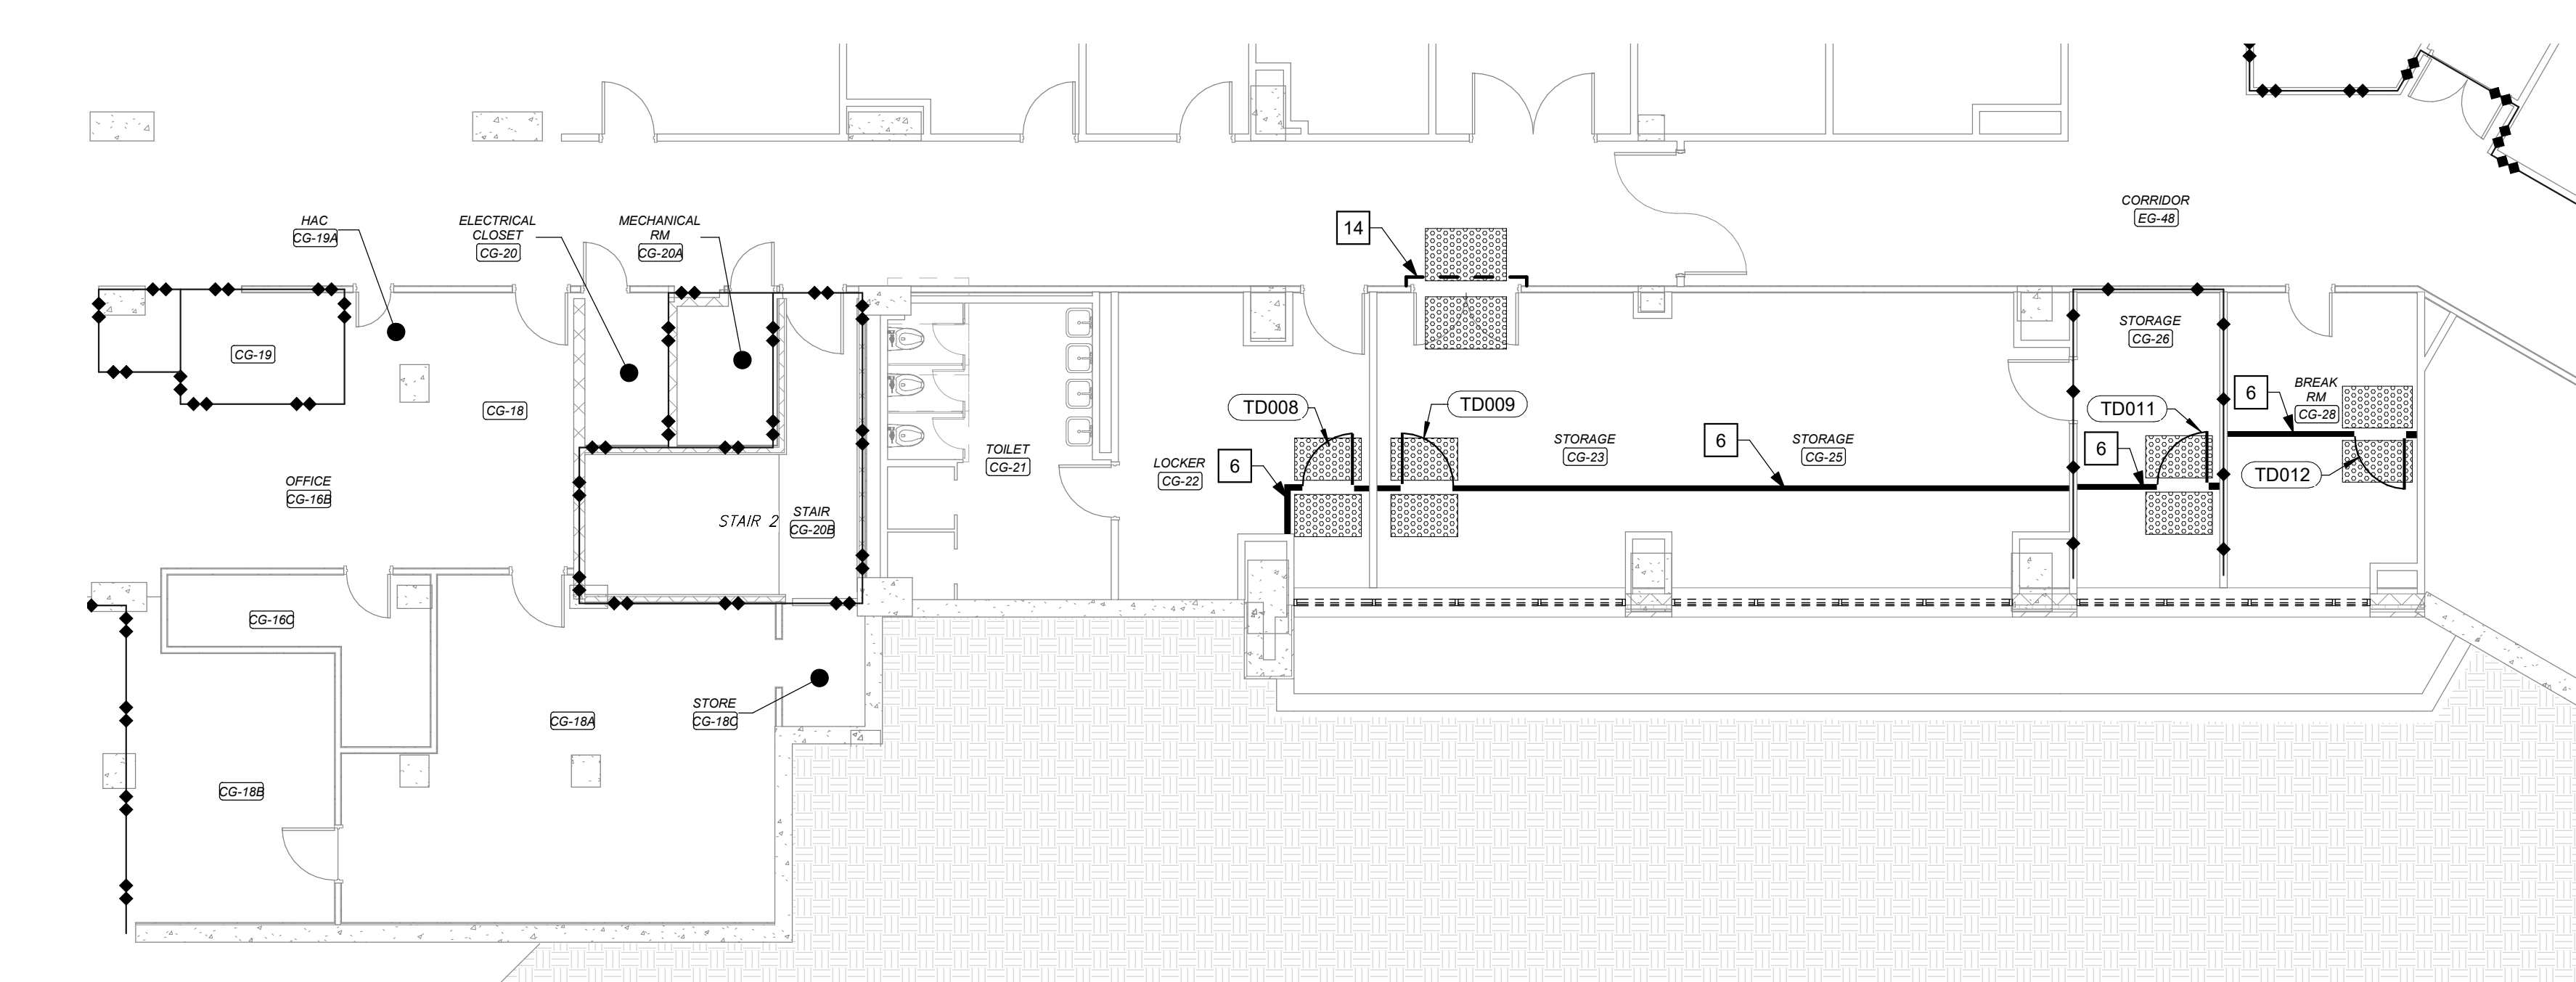 CORRIDOR
EG-48
HAC
CG-19A
ELECTRICAL
CLOSET
CG-20
MECHANICAL
RM
CG-20A
14
STORAGE
CG-26
CG-19
CG-18
TD008
TD009
TD011
6
BREAK
RM
CG-28
TOILET
CG-21
LOCKER
CG-22
6
STORAGE
CG-23
6
STORAGE
CG-25
6
TD012
OFFICE
CG-16B
STAIR 2
STAIR
CG-20B
CG-16C
STORE
CG-18C
CG-18A
CG-18B